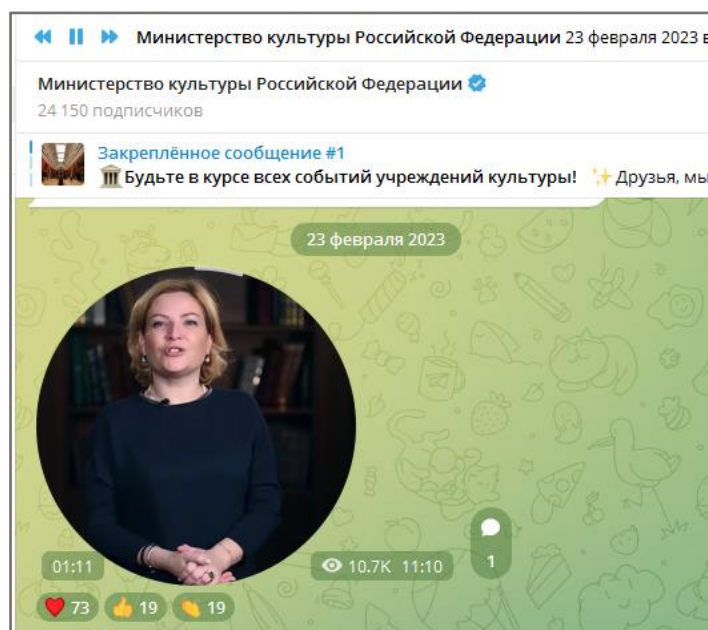 Министерство культуры Российской Федерации 23 февраля 2023 в
Министерство культуры Российской Федерации
24 150 подписчиков
Закреплённое сообщение #1
🏛Будьте в курсе всех событий учреждений культуры! ✨Друзья, мы
23 февраля 2023
01:11 10.7K 11:10 1
❤ 73 👍 19 👏 19